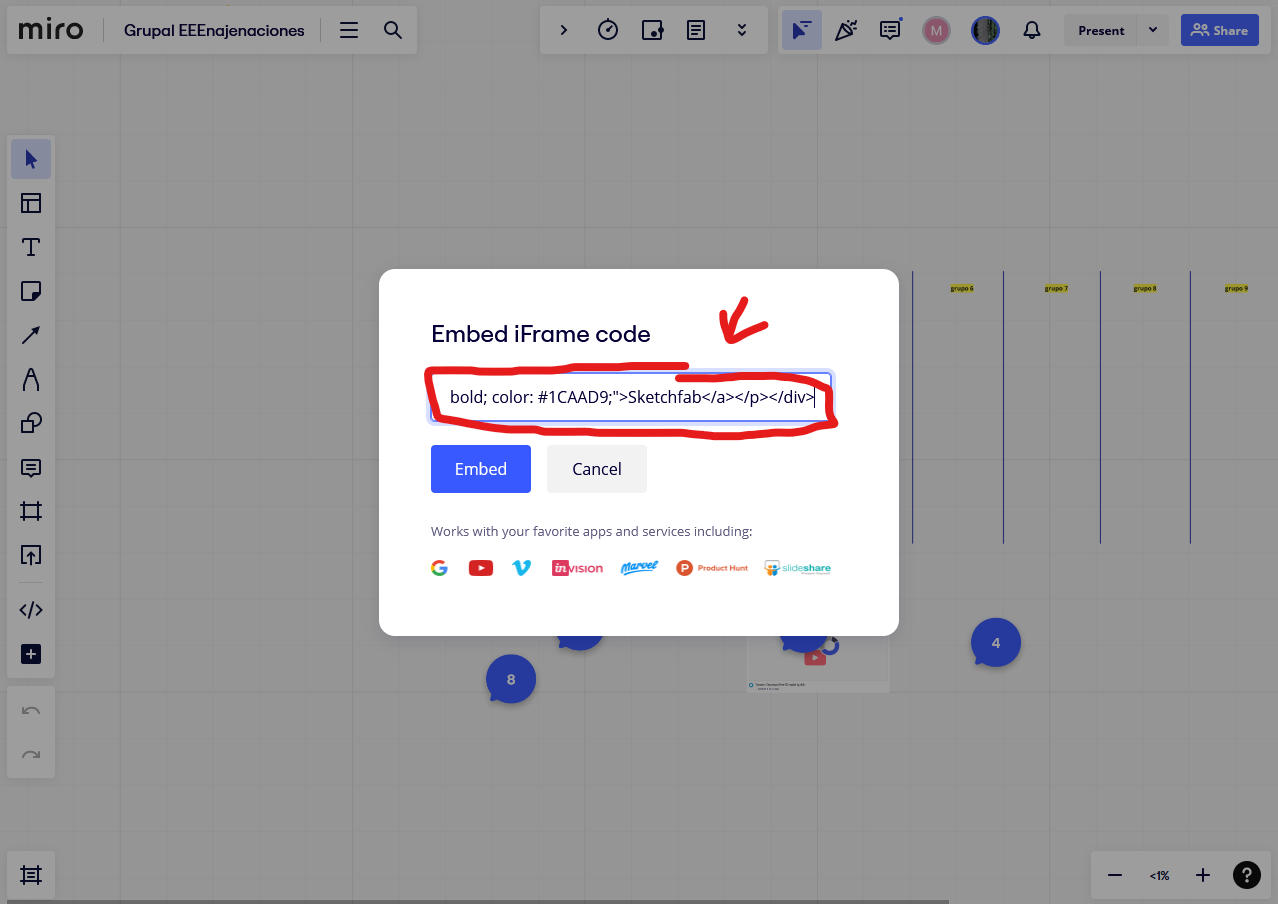 miro
Grupal EEEnajenaciones
M
Present
Share
grupo 6
grupo 7
grupo 8
grupo 9
Embed iFrame code
bold; color: #1CAAD9;">Sketchfab</a></p></div>
Embed
Cancel
Works with your favorite apps and services including:
G
in VISION
Marvel
P Product Hunt
slideshare
4
8
<1%
?